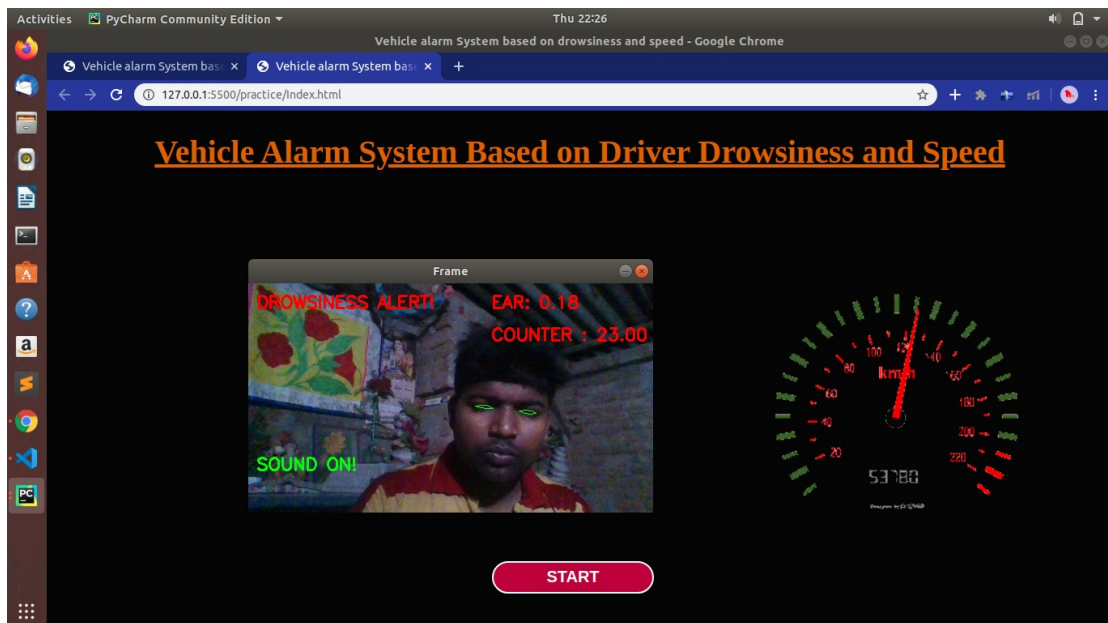 Activities PyCharm Community Edition Thu 22:26
Vehicle alarm System based on drowsiness and speed - Google Chrome
Vehicle alarm System bas Vehicle alarm System bas
127.0.0.1:5500/practice/Index.html
Vehicle Alarm System Based on Driver Drowsiness and Speed
Frame
DROWSINESS ALERT! EAR: 0.18
COUNTER : 23.00
SOUND ON!
20
40
60
80
100
km/h
180
200
220
53780
START